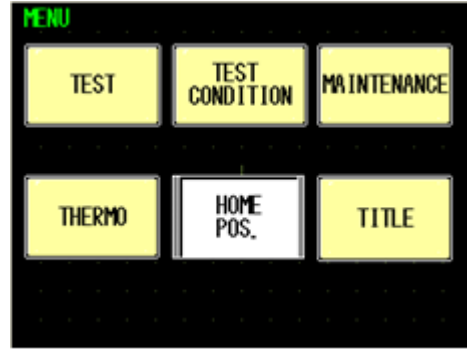 MENU
TEST
TEST
CONDITION
MAINTENANCE
THERMO
HOME
POS.
TITLE